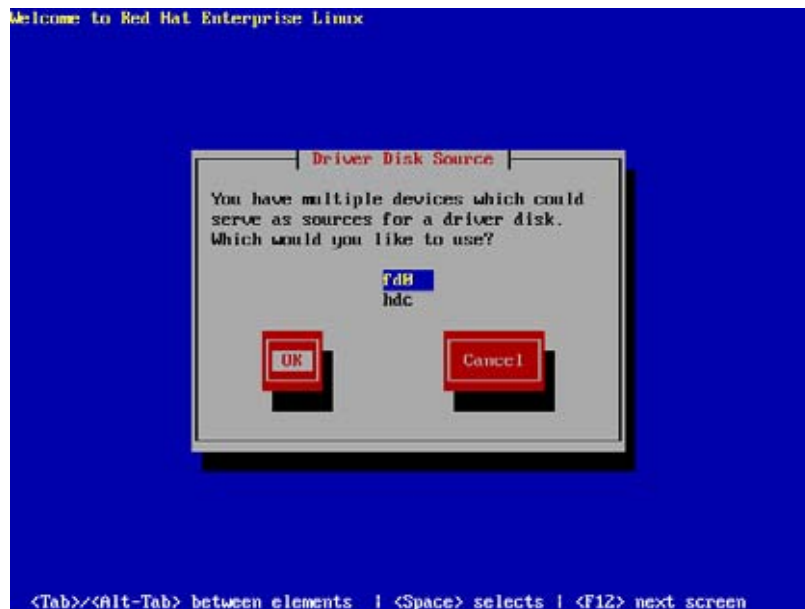 Welcome to Red Hat Enterprise Linux
Driver Disk Source
You have multiple devices which could
serve as sources for a driver disk.
Which would you like to use?
fd0
hdc
OK
Cancel
<Tab>/<Alt-Tab> between elements | <Space> selects | <F12> next screen